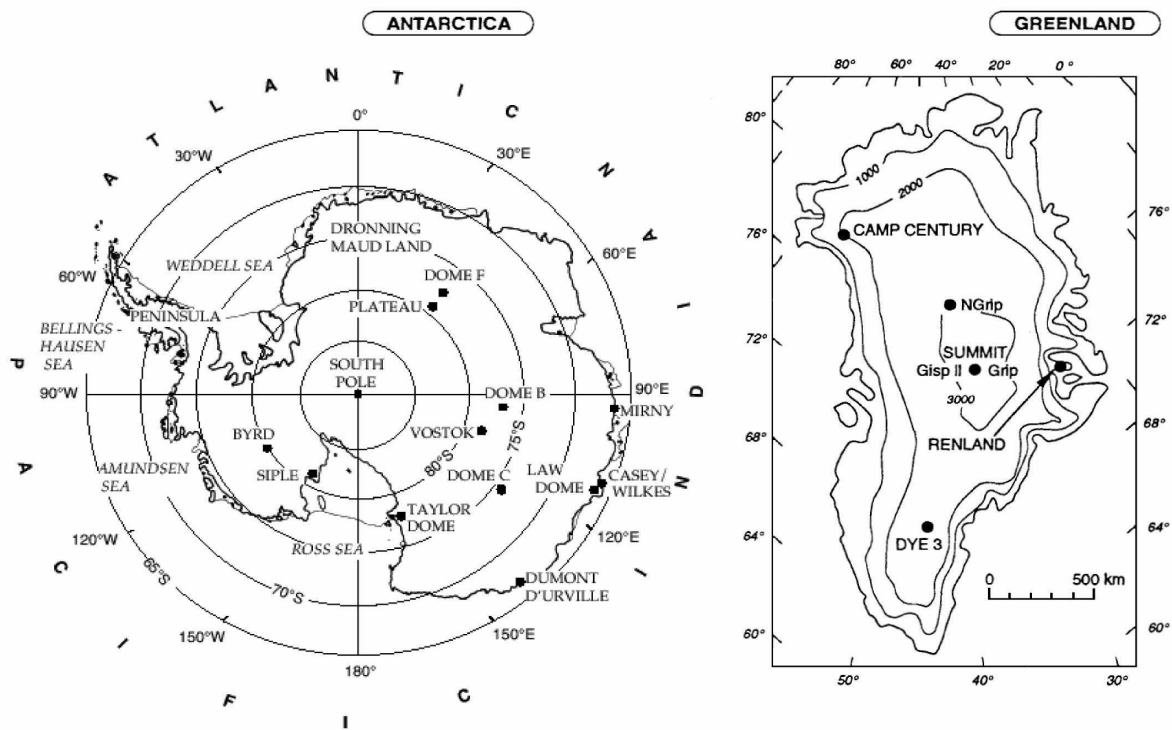 ANTARCTICA
ATLANTIC
INDIAN
PACIFIC
0°
30°W
30°E
60°W
60°E
90°W
90°E
120°W
120°E
150°W
150°E
180°
DRONNING
MAUD LAND
WEDDELL SEA
DOME F
PLATEAU
PENINSULA
BELLINGS -
HAUSEN
SEA
SOUTH
POLE
DOME B
MIRNY
BYRD
VOSTOK
75°S
80°S
SIPLE
DOME C
LAW
DOME
CASEY/
WILKES
AMUNDSEN
SEA
TAYLOR
DOME
ROSS SEA
65°S
70°S
DUMONT
D'URVILLE
GREENLAND
80° 60° 50° 40° 30° 20° 10° 0°
80°
1000
2000
76°
76°
CAMP CENTURY
NGrip
72°
72°
SUMMIT
Gisp II Grip
3000
RENLAND
68°
68°
64°
64°
DYE 3
0 500 km
60°
60°
50° 40° 30°